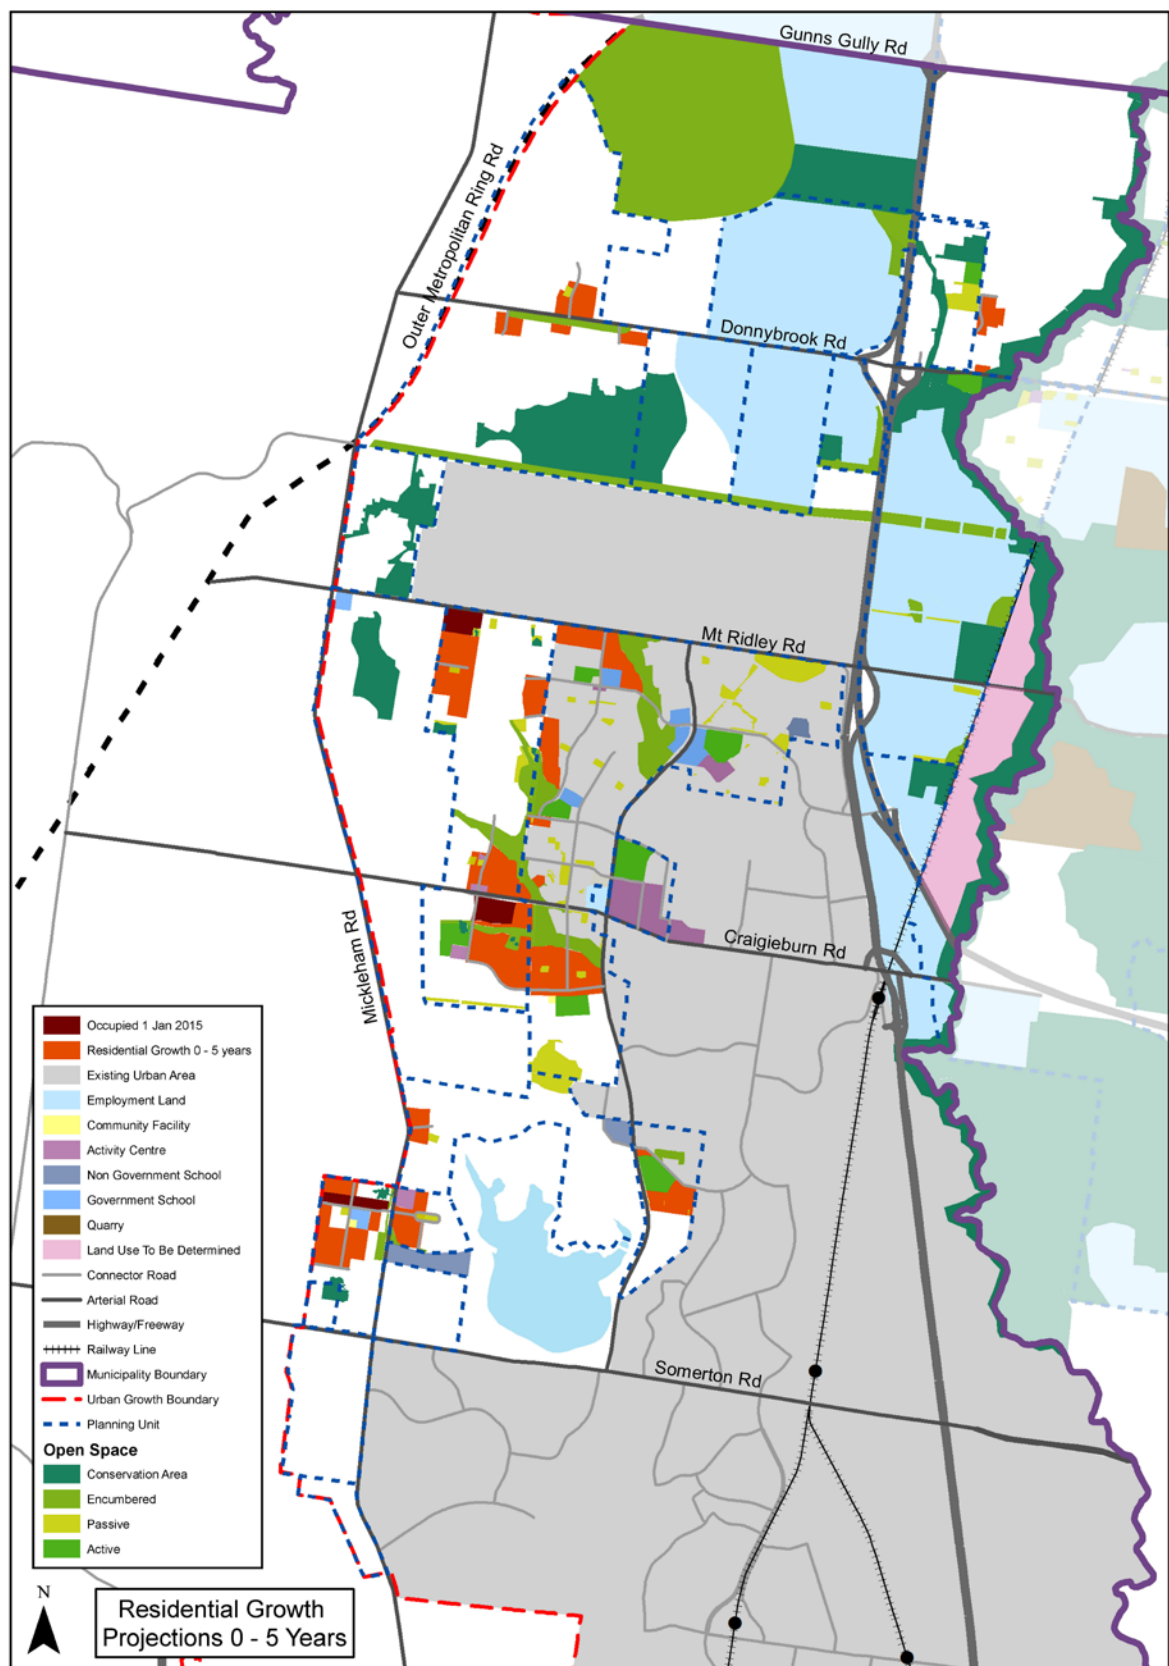 Gunns Gully Rd
Outer Metropolitan Ring Rd
Donnybrook Rd
Mt Ridley Rd
Craigieburn Rd
Mickleham Rd
Somerton Rd
Occupied 1 Jan 2015
Residential Growth 0 - 5 years
Existing Urban Area
Employment Land
Community Facility
Activity Centre
Non Government School
Government School
Quarry
Land Use To Be Determined
Connector Road
Arterial Road
Highway/Freeway
Railway Line
Municipality Boundary
Urban Growth Boundary
Planning Unit
Open Space
Conservation Area
Encumbered
Passive
Active
N
Residential Growth
Projections 0 - 5 Years